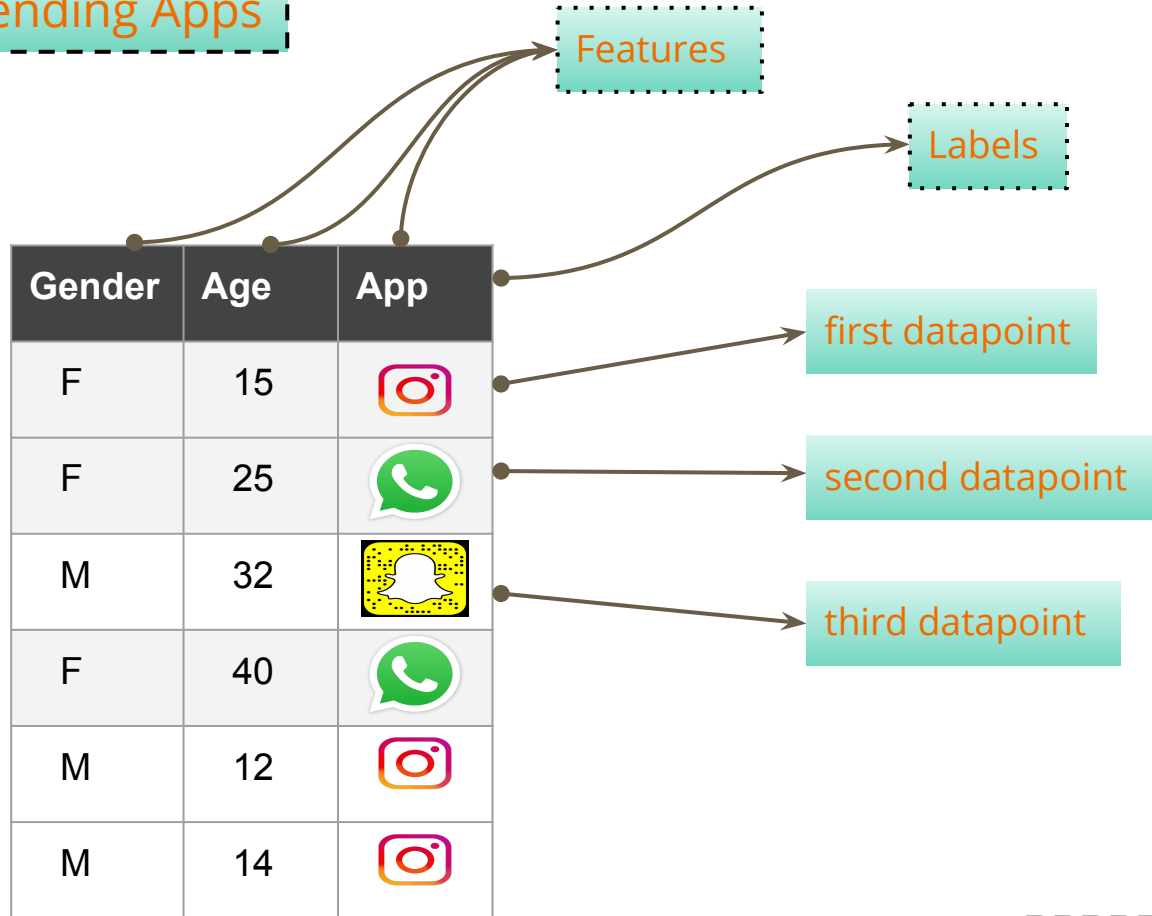 ending Apps
Features
Labels
Gender Age App
F 15
first datapoint
F 25
second datapoint
M 32
third datapoint
F 40
M 12
M 14